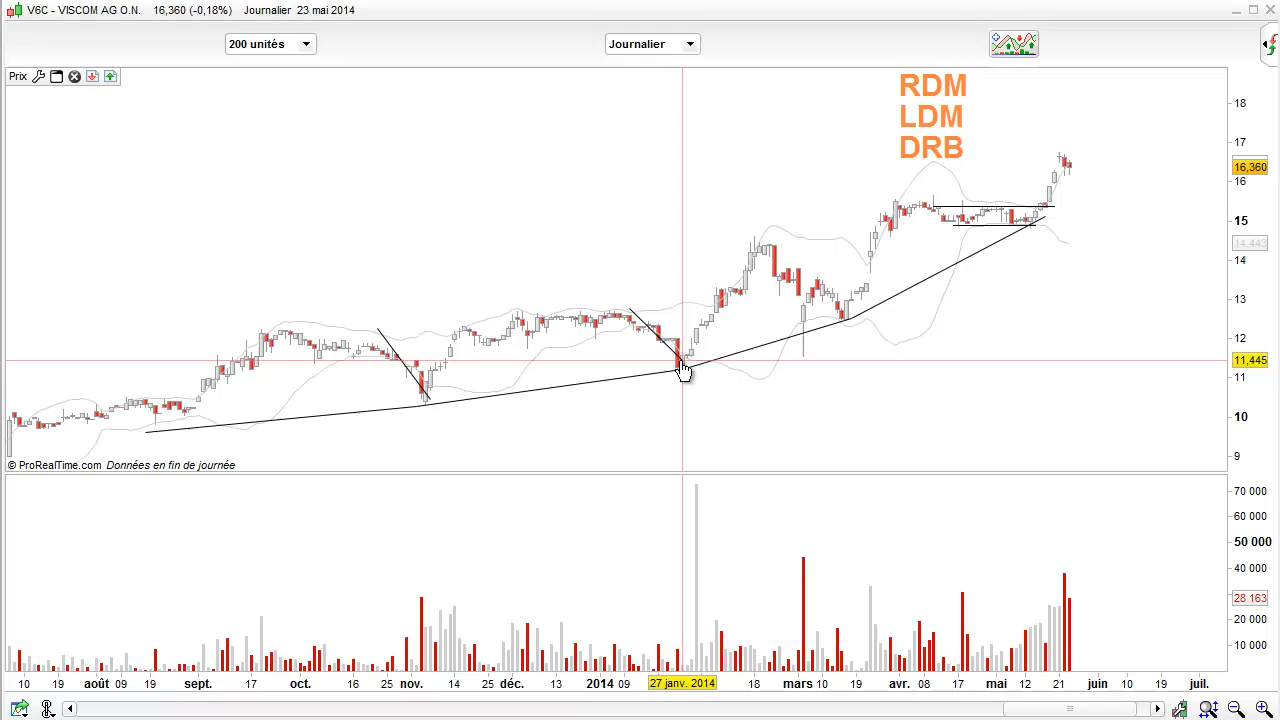 V6C - VISCOM AG O.N. 16,360 (-0,18%) Journalier 23 mai 2014
200 unités Journalier
Prix
RDM
LDM
DRB
18
17
16,360
16
15
14,443
14
13
12
11,445
11
10
9
© ProRealTime.com Données en fin de journée
70 000
60 000
50 000
40 000
28 163
20 000
10 000
10 19 août 09 19 sept. 17 oct. 16 25 nov. 14 25 déc. 13 2014 09 27 janv. 2014 18 mars 10 19 avr. 08 17 mai 12 21 juin 10 19 juil.